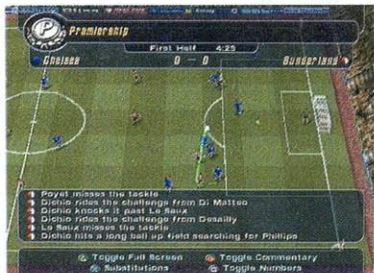 Premiership
First Half 4:25
Chelsea 0 - 0 Sunderland
Poyet misses the tackle
Dichio rides the challenge from Di Matteo
Dichio knocks it past Le Saux
Dichio rides the challenge from Desailly
Le Saux misses the tackle
Dichio hits a long ball up field searching for Phillips
Toggle Full Screen Toggle Commentary
Substitutions Toggle Numbers